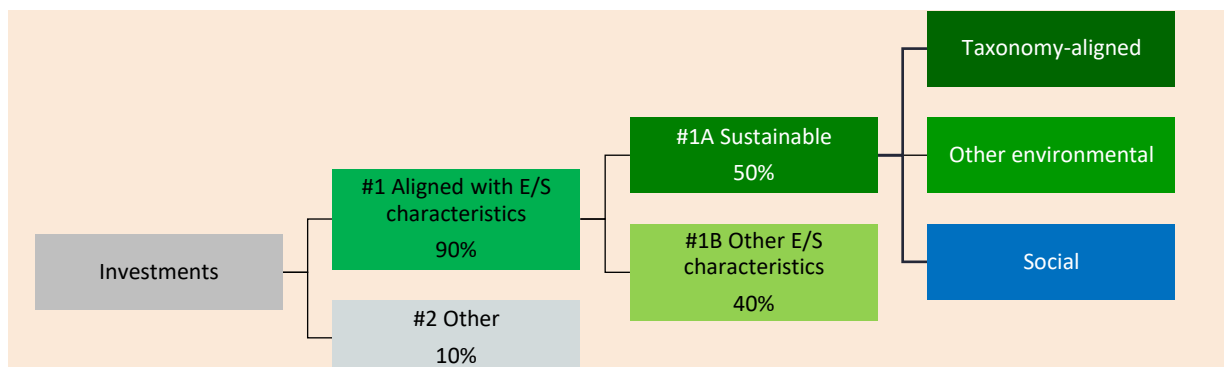 Investments
#1 Aligned with E/S
characteristics
90%
#2 Other
10%
#1A Sustainable
50%
#1B Other E/S
characteristics
40%
Taxonomy-aligned
Other environmental
Social